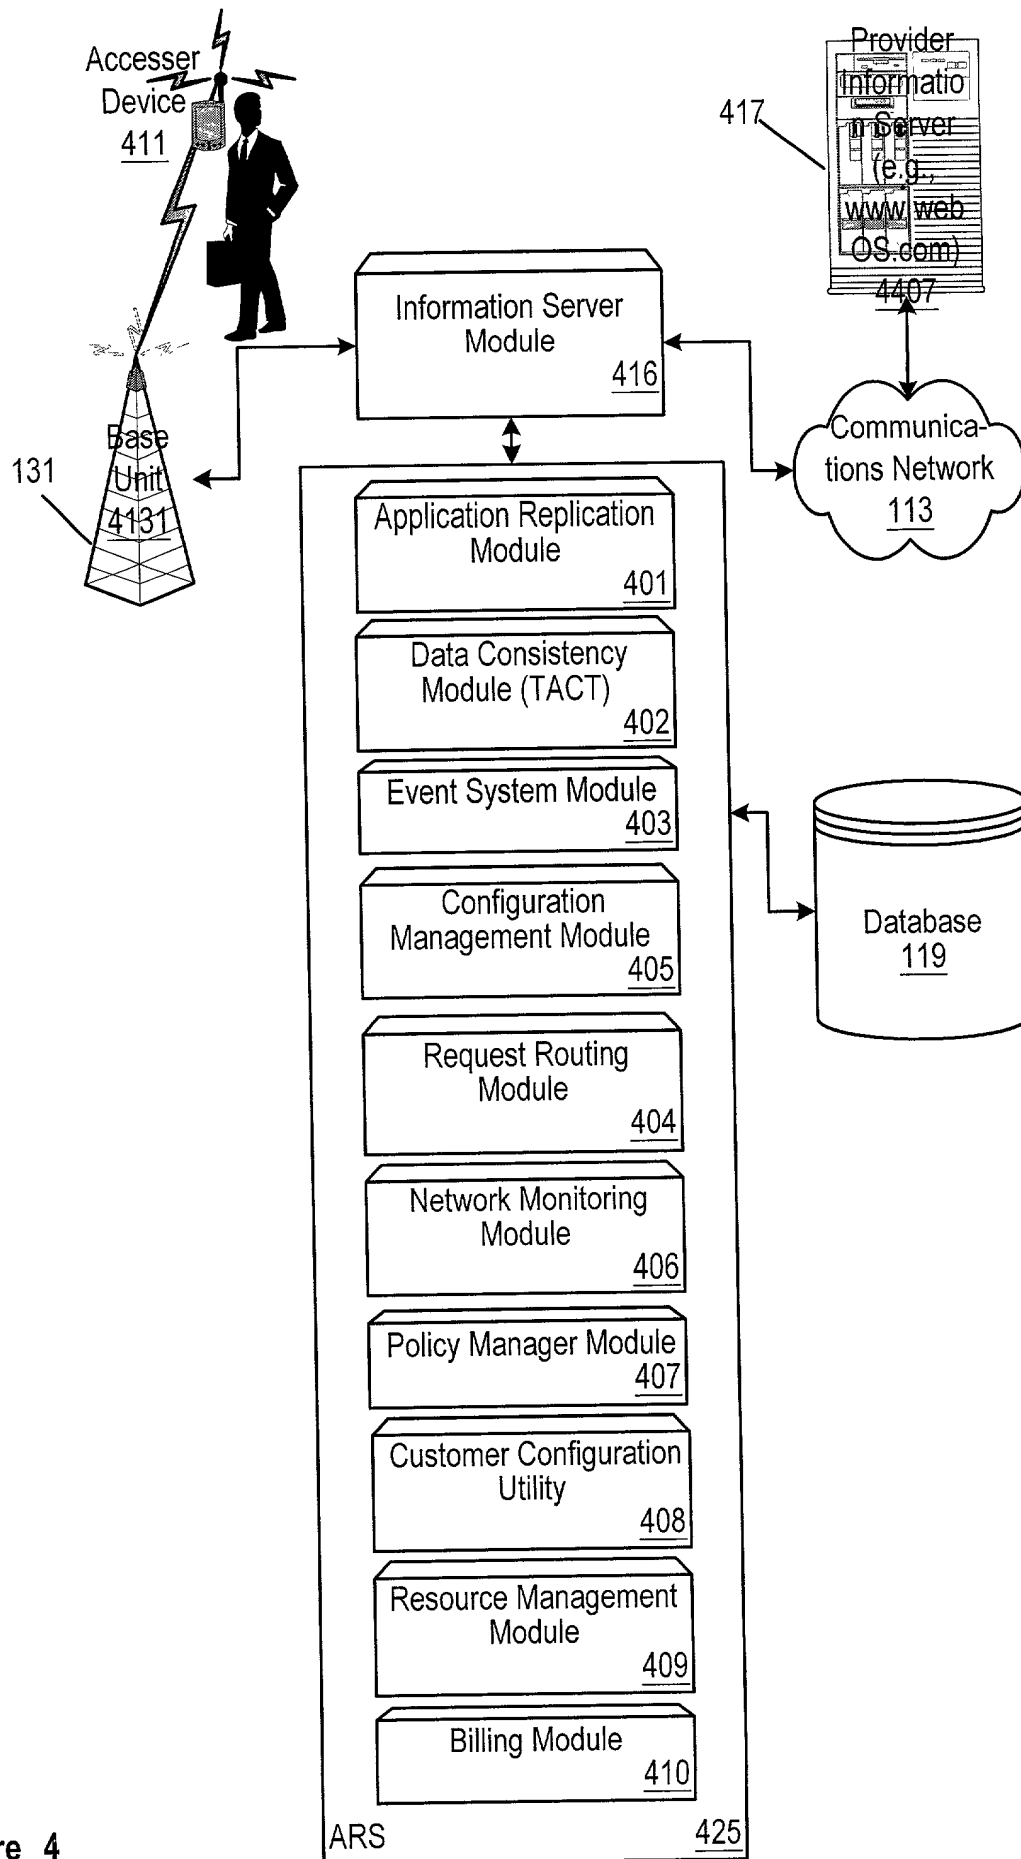 Accesser
Device
411
Provider
Informatio
n Server
(e.g.,
www.web
OS.com)
4407
417
Information Server
Module
416
Base
Unit
4131
131
Communica-
tions Network
113
Application Replication
Module
401
Data Consistency
Module (TACT)
402
Event System Module
403
Configuration
Management Module
405
Database
119
Request Routing
Module
404
Network Monitoring
Module
406
Policy Manager Module
407
Customer Configuration
Utility
408
Resource Management
Module
409
Billing Module
410
ARS
425
re 4